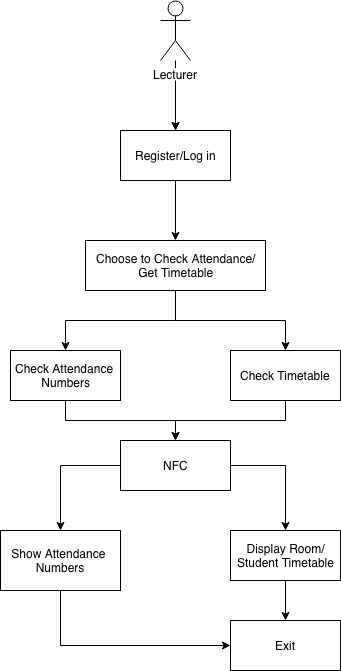 Lecturer
Register/Log in
Choose to Check Attendance/
Get Timetable
Check Attendance
Numbers
Check Timetable
NFC
Show Attendance
Numbers
Display Room/
Student Timetable
Exit